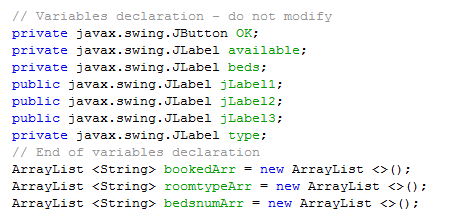 // Variables declaration - do not modify
private javax.swing.JButton OK;
private javax.swing.JLabel available;
private javax.swing.JLabel beds;
public javax.swing.JLabel jLabel1;
public javax.swing.JLabel jLabel2;
public javax.swing.JLabel jLabel3;
private javax.swing.JLabel type;
// End of variables declaration
ArrayList <String> bookedArr = new ArrayList <>();
ArrayList <String> roomtypeArr = new ArrayList <>();
ArrayList <String> bedsnumArr = new ArrayList <>();